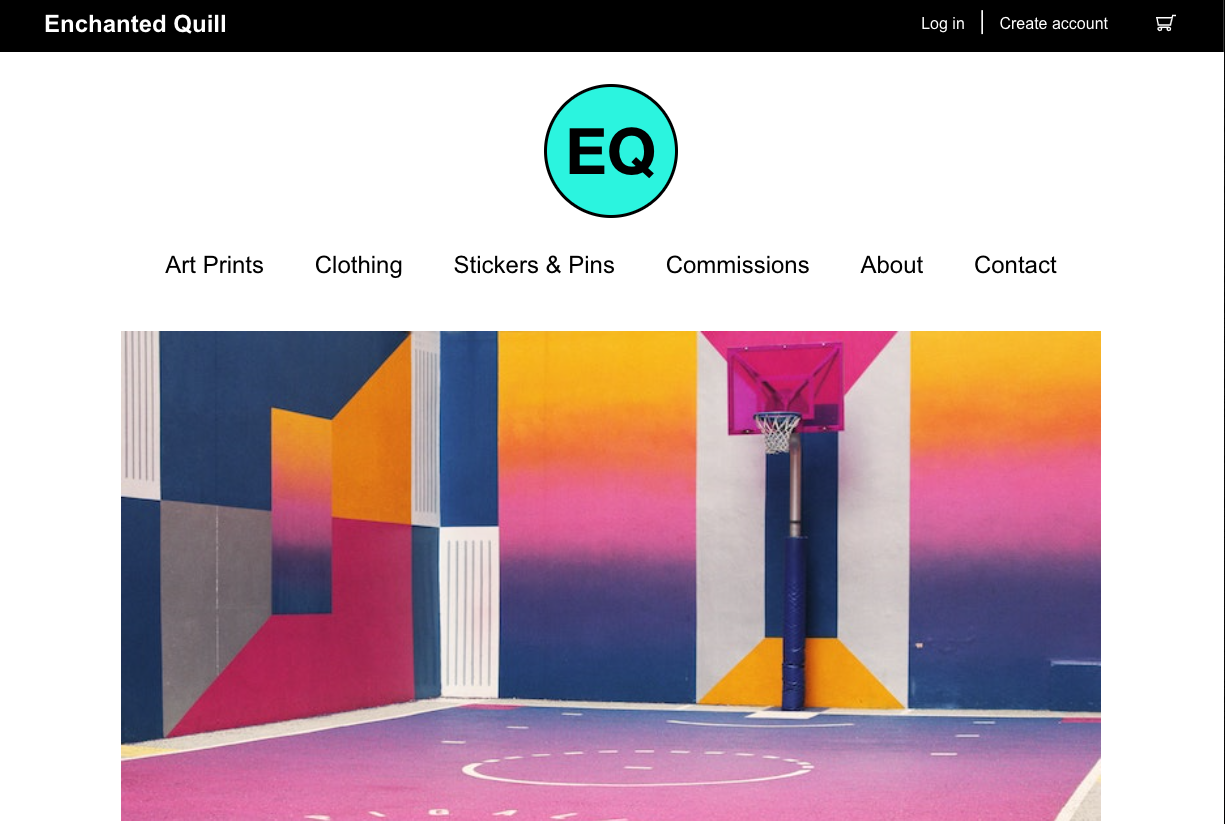 Enchanted Quill
Log in
Create account
EQ
Art Prints
Clothing
Stickers & Pins
Commissions
About
Contact